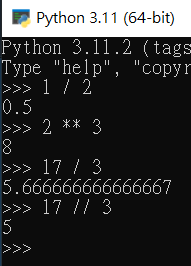 Python 3.11 (64-bit)
Python 3.11.2 (tags
Type "help", "copyr
>>> 1 / 2
0.5
>>> 2 ** 3
8
>>> 17 / 3
5.666666666666667
>>> 17 // 3
5
>>>